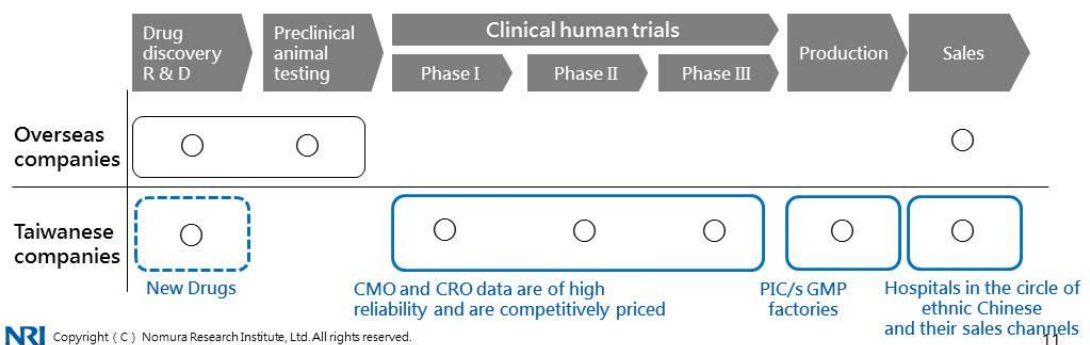 Drug
discovery
R & D
Preclinical
animal
testing
Clinical human trials
Phase I
Phase II
Phase III
Production
Sales
Overseas
companies
Taiwanese
companies
New Drugs
CMO and CRO data are of high
reliability and are competitively priced
PIC/s GMP
factories
Hospitals in the circle of
ethnic Chinese
and their sales channels
NRI Copyright ( C ) Nomura Research Institute, Ltd. All rights reserved.
11